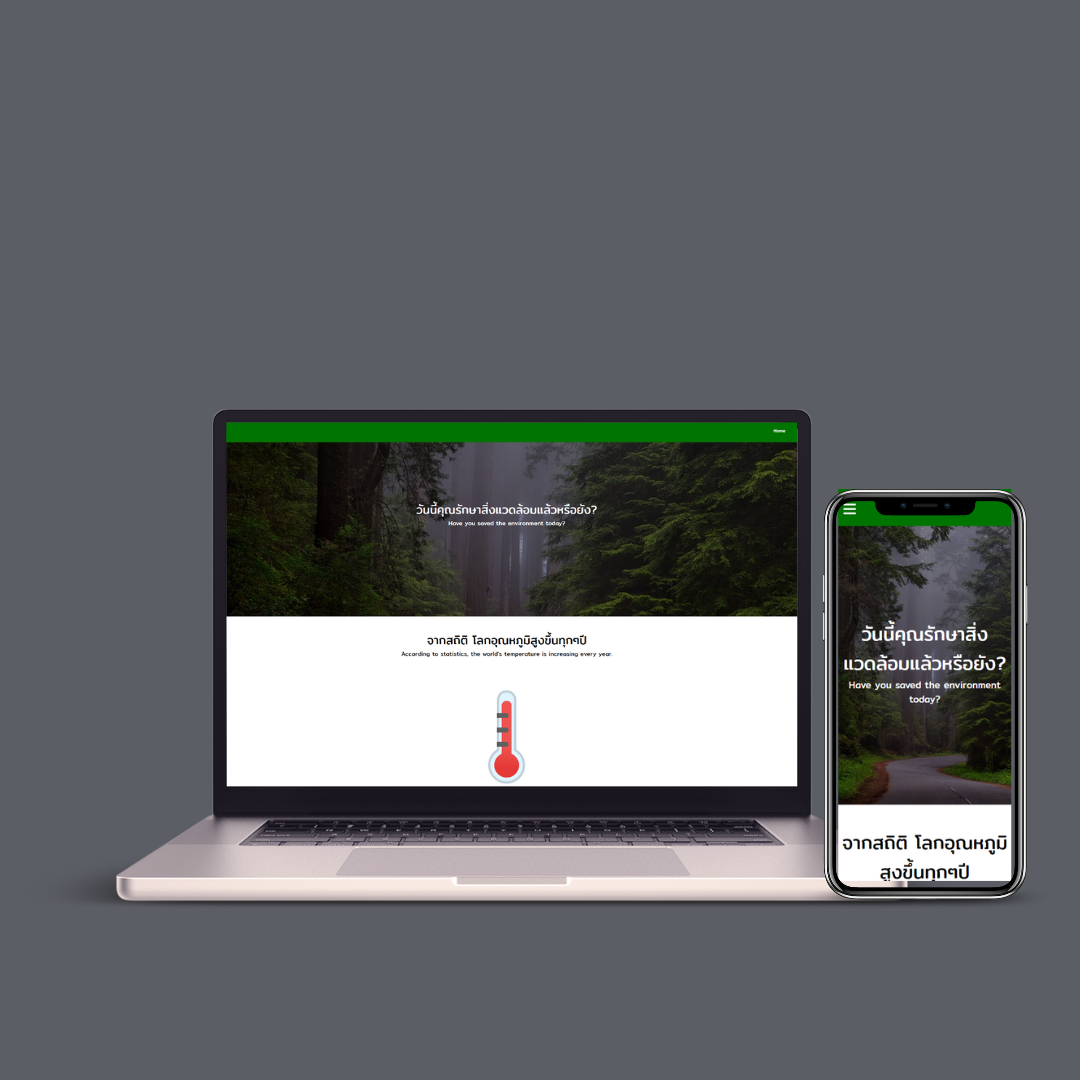 Home
วันนี้คุณรักษาสิ่งแวดล้อมแล้วหรือยัง?
Have you saved the environment today?
จากสถิติ โลกอุณหภูมิสูงขึ้นทุกๆปี
According to statistics, the world's temperature is increasing every year.
วันนี้คุณรักษาสิ่ง
แวดล้อมแล้วหรือยัง?
Have you saved the environment
today?
จากสถิติ โลกอุณหภูมิ
สูงขึ้นทุกๆปี